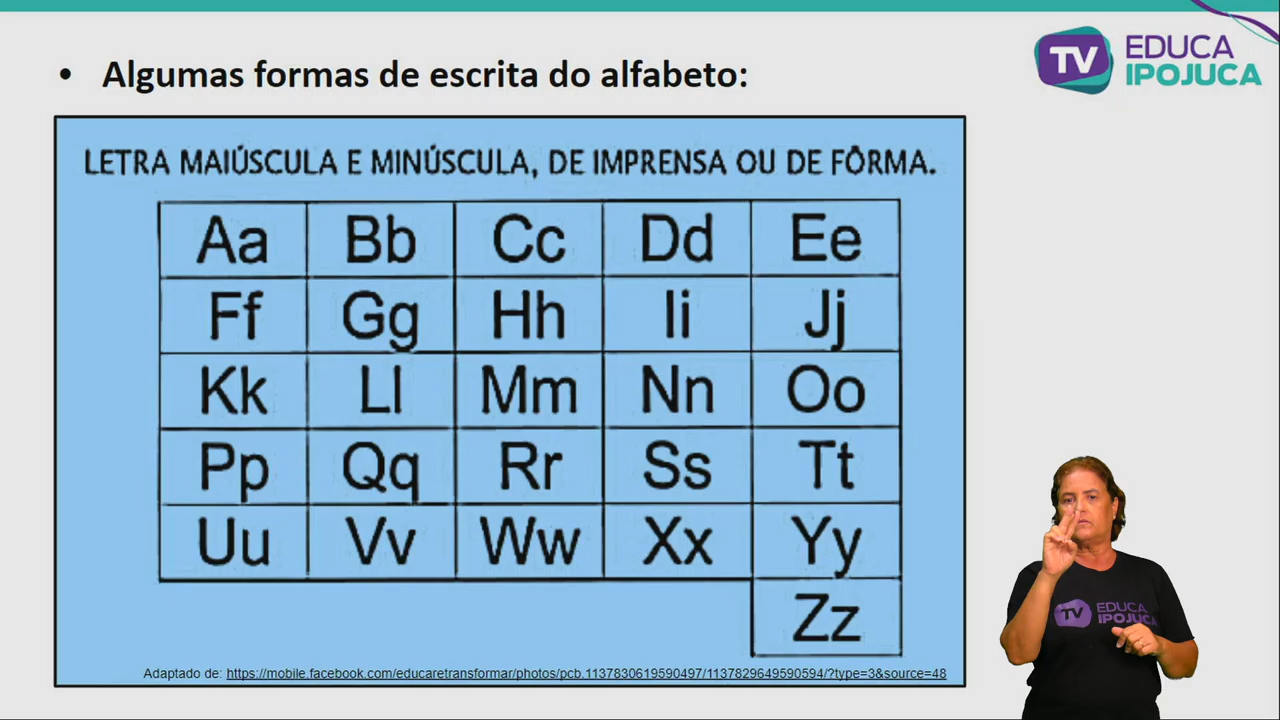 • Algumas formas de escrita do alfabeto:
TV EDUCA
IPOJUCA
LETRA MAIÚSCULA E MINÚSCULA, DE IMPRENSA OU DE FÔRMA.
Aa Bb Cc Dd Ee
Ff Gg Hh Ii Jj
Kk Ll Mm Nn Oo
Pp Qq Rr Ss Tt
Uu Vv Ww Xx Yy
Zz
Adaptado de: https://mobile.facebook.com/educaretransformar/photos/pcb.1137830619590497/1137829649590594/?type=3&source=48
TV EDUCA
IPOJUCA